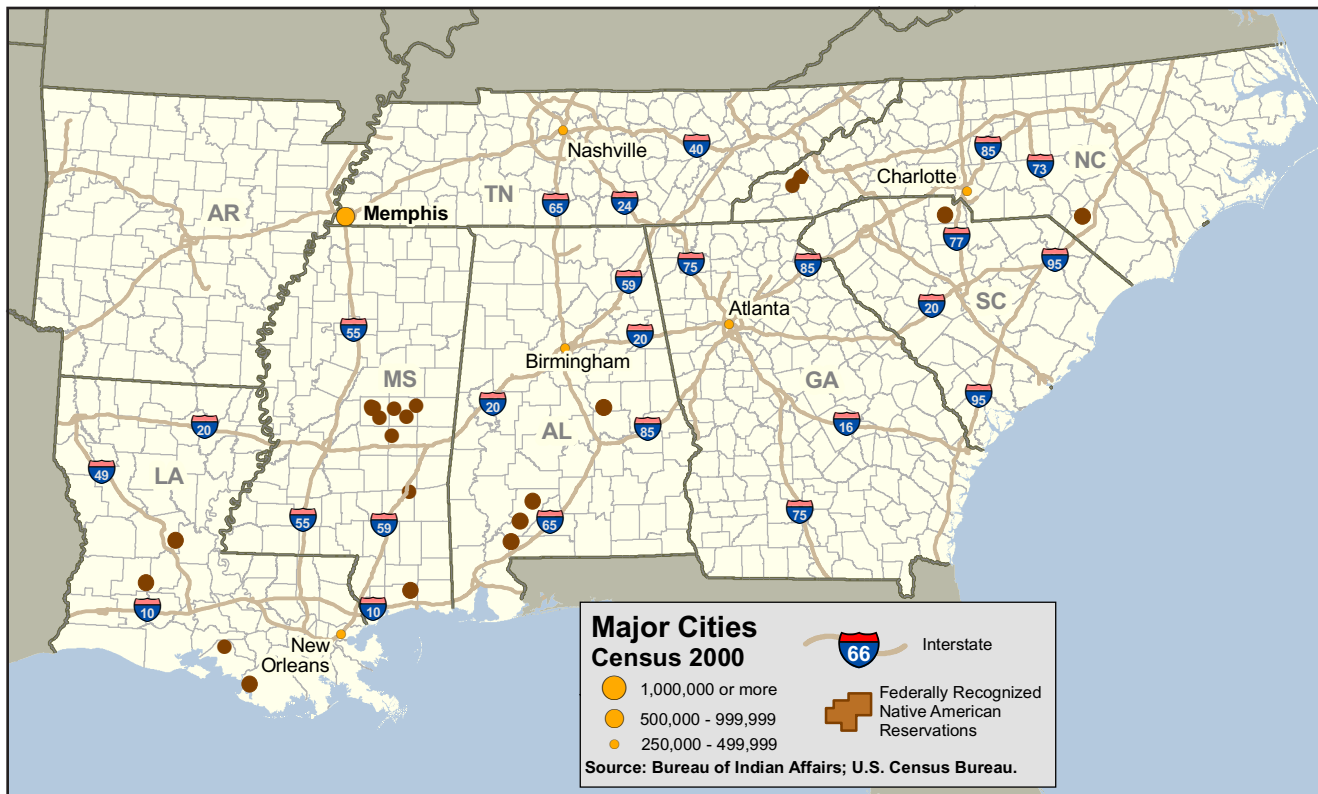 Nashville
40
85
73
NC
Charlotte
TN
AR
Memphis
65
24
77
95
75
85
59
SC
20
Atlanta
55
20
Birmingham
MS
GA
95
20
AL
85
16
20
LA
49
55
59
65
75
10
10
New
Orleans
Major Cities
Census 2000
1,000,000 or more
500,000 - 999,999
250,000 - 499,999
66
Interstate
Federally Recognized
Native American
Reservations
Source: Bureau of Indian Affairs; U.S. Census Bureau.